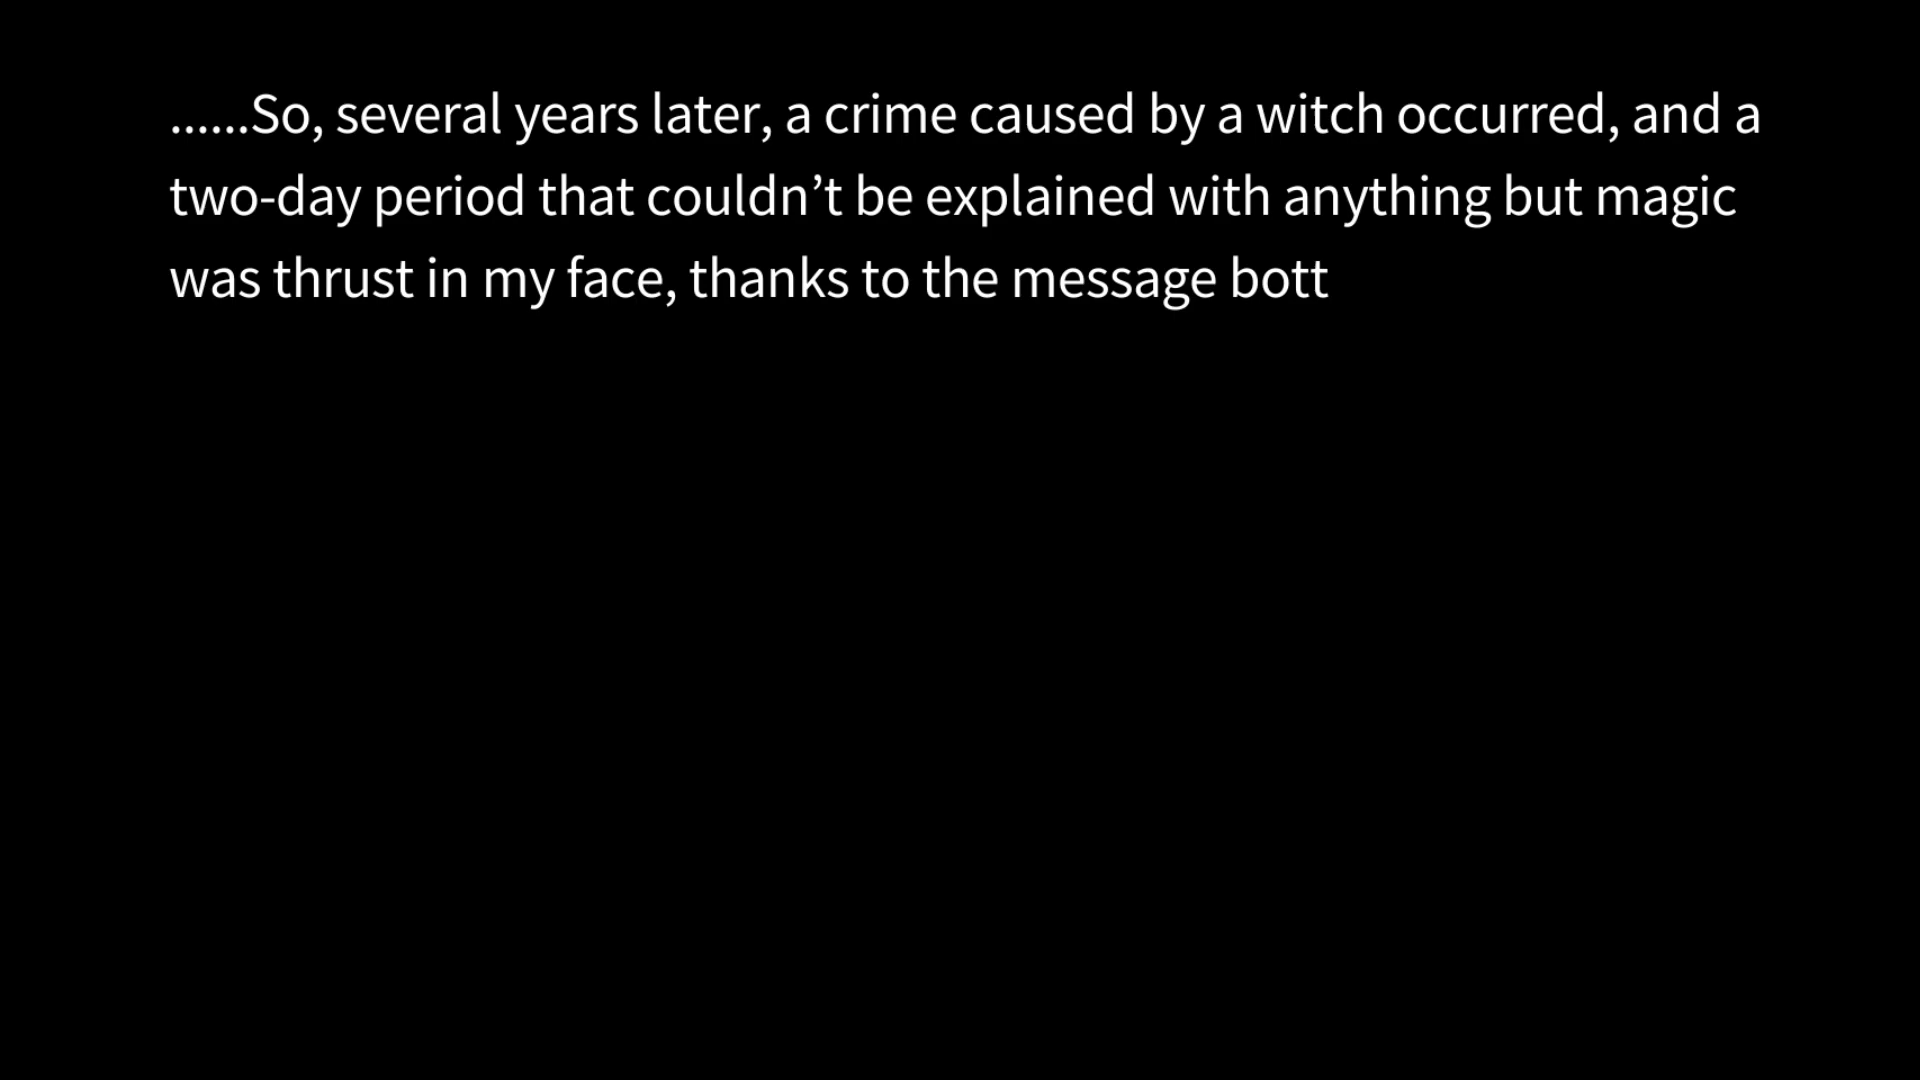 ......So, several years later, a crime caused by a witch occurred, and a
two-day period that couldn’t be explained with anything but magic
was thrust in my face, thanks to the message bott